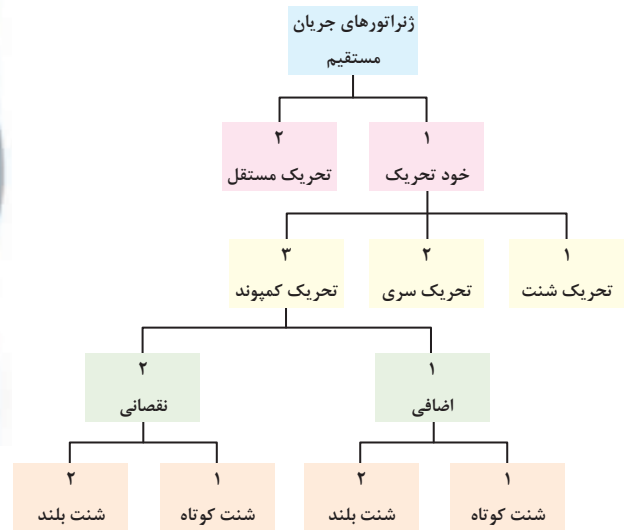 ژنراتورهای جریان
مستقیم
۱
خود تحریک
۲
تحریک مستقل
۱
تحریک شنت
۲
تحریک سری
۳
تحریک کمپوند
۱
اضافی
۲
نقصانی
۱
شنت کوتاه
۲
شنت بلند
۱
شنت کوتاه
۲
شنت بلند